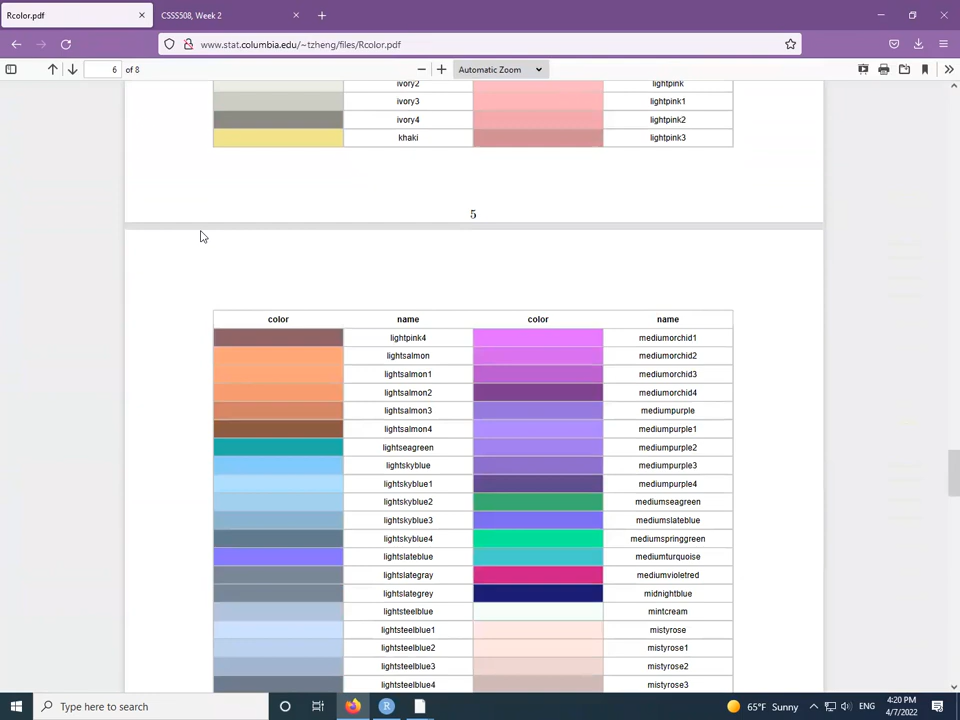 Rcolor.pdf
CSSS508, Week 2
www.stat.columbia.edu/~tzheng/files/Rcolor.pdf
6 of 8
Automatic Zoom
ivory2 lightpink
ivory3 lightpink1
ivory4 lightpink2
khaki lightpink3
5
color name color name
lightpink4 mediumorchid1
lightsalmon mediumorchid2
lightsalmon1 mediumorchid3
lightsalmon2 mediumorchid4
lightsalmon3 mediumpurple
lightsalmon4 mediumpurple1
lightseagreen mediumpurple2
lightskyblue mediumpurple3
lightskyblue1 mediumpurple4
lightskyblue2 mediumseagreen
lightskyblue3 mediumslateblue
lightskyblue4 mediumspringgreen
lightslateblue mediumturquoise
lightslategray mediumvioletred
lightslategrey midnightblue
lightsteelblue mintcream
lightsteelblue1 mistyrose
lightsteelblue2 mistyrose1
lightsteelblue3 mistyrose2
lightsteelblue4 mistyrose3
Type here to search
R
65°F Sunny
ENG
4:20 PM
4/7/2022